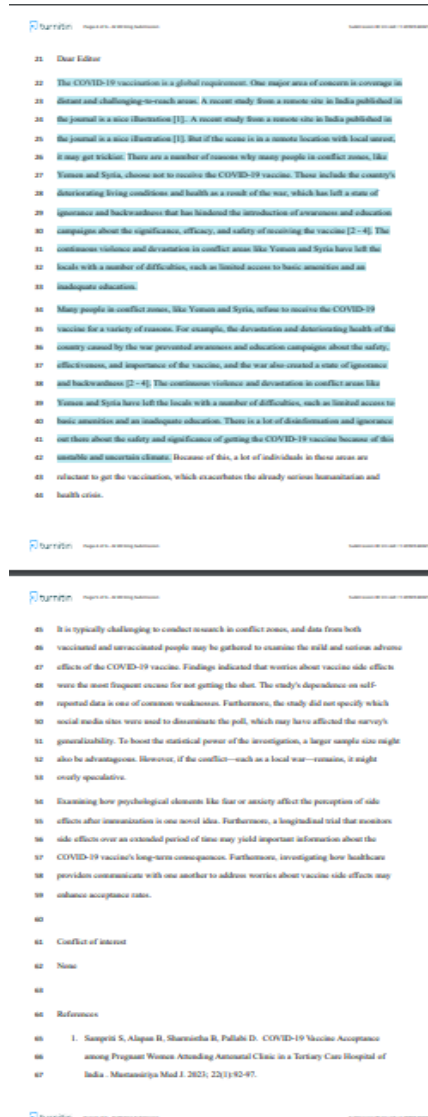 turnitin
21 Dear Editor
22 The COVID-19 vaccination is a global requirement. One major area of concern is coverage in
23 distant and challenging-to-reach areas. A recent study from a remote site in India published in
24 the journal is a nice illustration [1]. A recent study from a remote site in India published in
25 the journal is a nice illustration [1]. But if the scene is in a remote location with local unrest,
26 it may get trickier. There are a number of reasons why many people in conflict zones, like
27 Yemen and Syria, choose not to receive the COVID-19 vaccine. These include the country's
28 deteriorating living conditions and health as a result of the war, which has left a state of
29 ignorance and backwardness that has hindered the introduction of awareness and education
30 campaigns about the significance, efficacy, and safety of receiving the vaccine [2 - 4]. The
31 continuous violence and devastation in conflict areas like Yemen and Syria have left the
32 locals with a number of difficulties, such as limited access to basic amenities and an
33 inadequate education.
34 Many people in conflict zones, like Yemen and Syria, refuse to receive the COVID-19
35 vaccine for a variety of reasons. For example, the devastation and deteriorating health of the
36 country caused by the war prevented awareness and education campaigns about the safety,
37 effectiveness, and importance of the vaccine, and the war also created a state of ignorance
38 and backwardness [2 - 4]. The continuous violence and devastation in conflict areas like
39 Yemen and Syria have left the locals with a number of difficulties, such as limited access to
40 basic amenities and an inadequate education. There is a lot of disinformation and ignorance
41 out there about the safety and significance of getting the COVID-19 vaccine because of this
42 unstable and uncertain climate. Because of this, a lot of individuals in these areas are
43 reluctant to get the vaccination, which exacerbates the already serious humanitarian and
44 health crisis.
turnitin
turnitin
45 It is typically challenging to conduct research in conflict zones, and data from both
46 vaccinated and unvaccinated people may be gathered to examine the mild and serious adverse
47 effects of the COVID-19 vaccine. Findings indicated that worries about vaccine side effects
48 were the most frequent excuse for not getting the shot. The study's dependence on self-
49 reported data is one of common weaknesses. Furthermore, the study did not specify which
50 social media sites were used to disseminate the poll, which may have affected the survey's
51 generalizability. To boost the statistical power of the investigation, a larger sample size might
52 also be advantageous. However, if the conflict—such as a local war—remains, it might
53 overly speculative.
54 Examining how psychological elements like fear or anxiety affect the perception of side
55 effects after immunization is one novel idea. Furthermore, a longitudinal trial that monitors
56 side effects over an extended period of time may yield important information about the
57 COVID-19 vaccine's long-term consequences. Furthermore, investigating how healthcare
58 providers communicate with one another to address worries about vaccine side effects may
59 enhance acceptance rates.
60
61 Conflict of interest
62 None
63
64 References
65 1. Sampriti S, Alapan B, Sharmistha B, Pallabi D. COVID-19 Vaccine Acceptance
66 among Pregnant Women Attending Antenatal Clinic in a Tertiary Care Hospital of
67 India . Mustansiriya Med J. 2023; 22(1):92-97.
turnitin